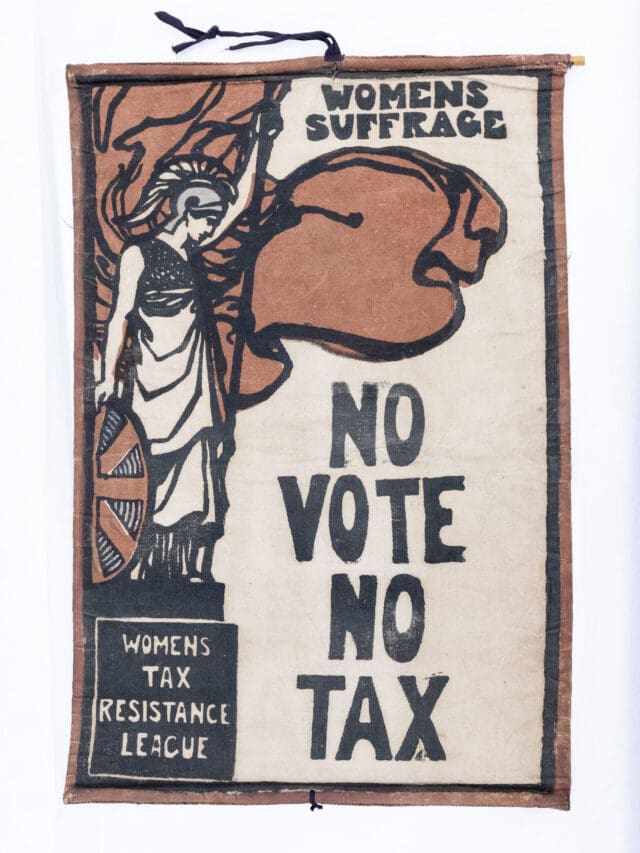 WOMENS
SUFFRAGE
NO
VOTE
NO
TAX
WOMENS
TAX
RESISTANCE
LEAGUE